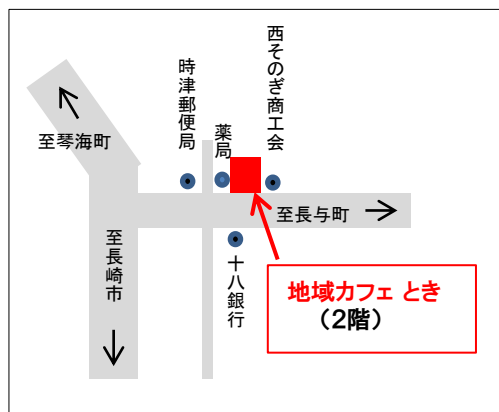 西そのぎ商工会
時津郵便局
薬局
至琴海町
至長与町
至長崎市
十八銀行
地域カフェ とき
（2階）